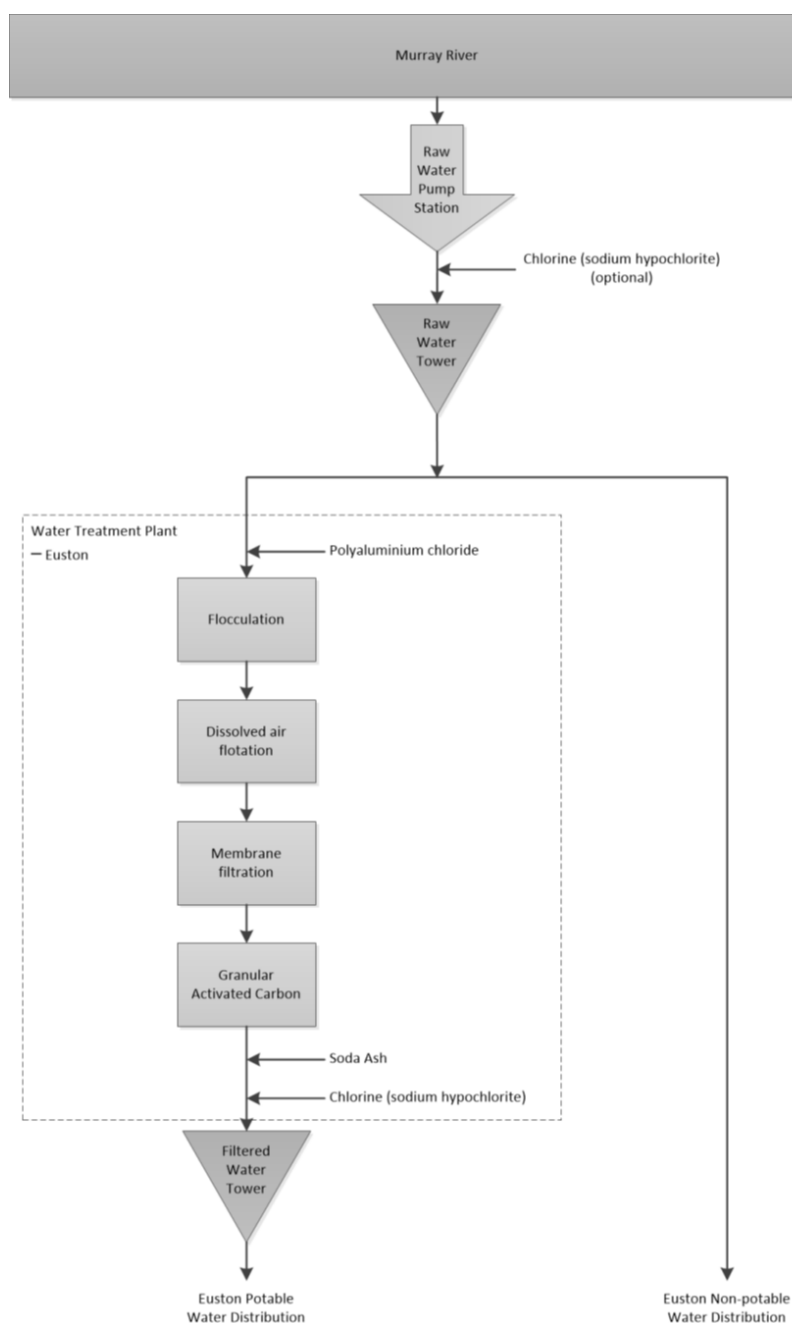 Murray River
Raw
Water
Pump
Station
Chlorine (sodium hypochlorite)
(optional)
Raw
Water
Tower
Water Treatment Plant
– Euston
Polyaluminium chloride
Flocculation
Dissolved air
flotation
Membrane
filtration
Granular
Activated Carbon
Soda Ash
Chlorine (sodium hypochlorite)
Filtered
Water
Tower
Euston Potable
Water Distribution
Euston Non-potable
Water Distribution